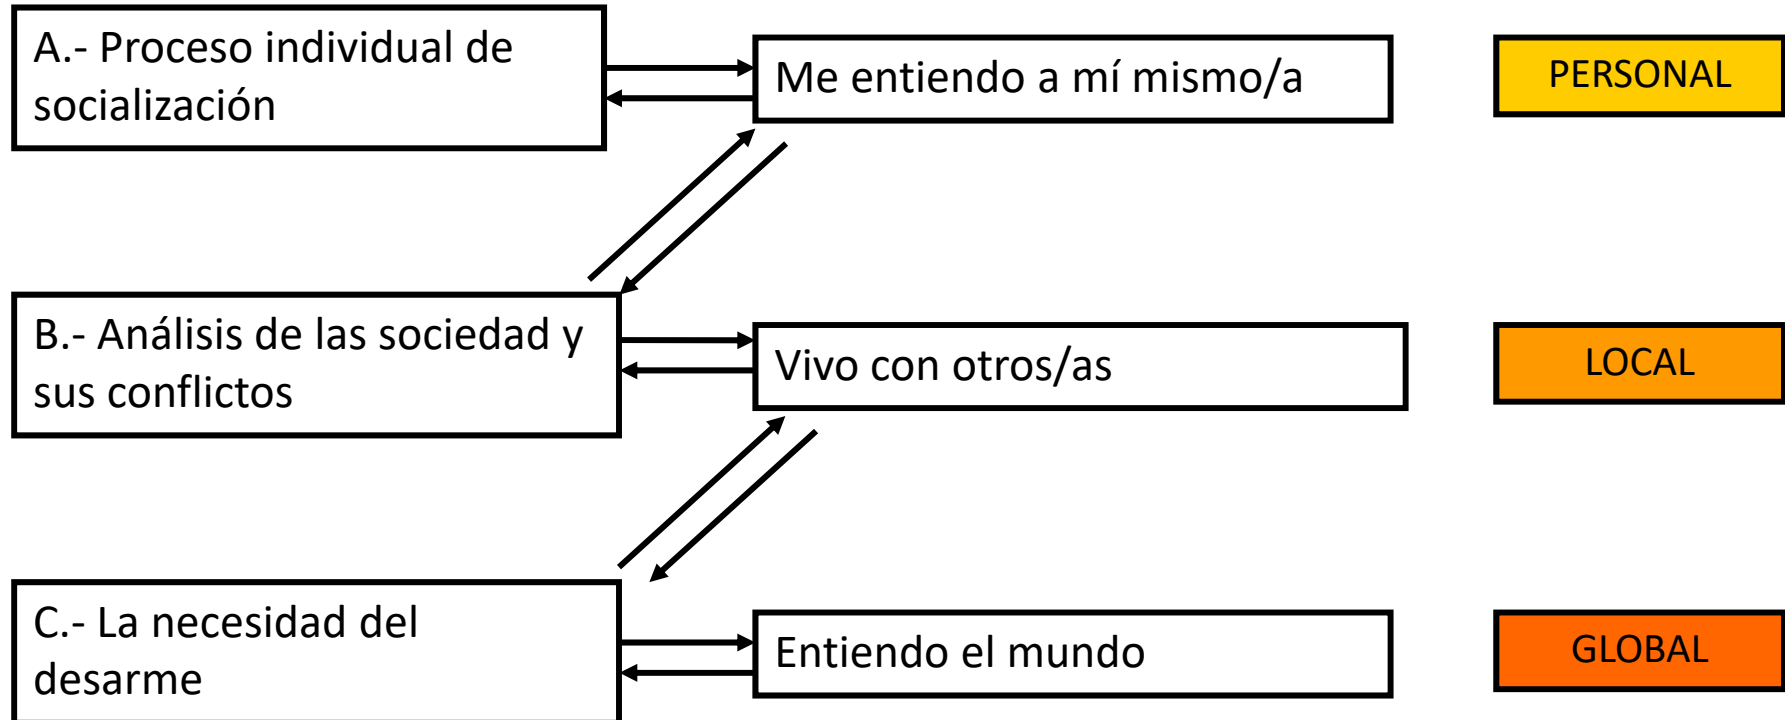 A.- Proceso individual de
socialización
Me entiendo a mí mismo/a
PERSONAL
B.- Análisis de las sociedad y
sus conflictos
Vivo con otros/as
LOCAL
C.- La necesidad del
desarme
Entiendo el mundo
GLOBAL